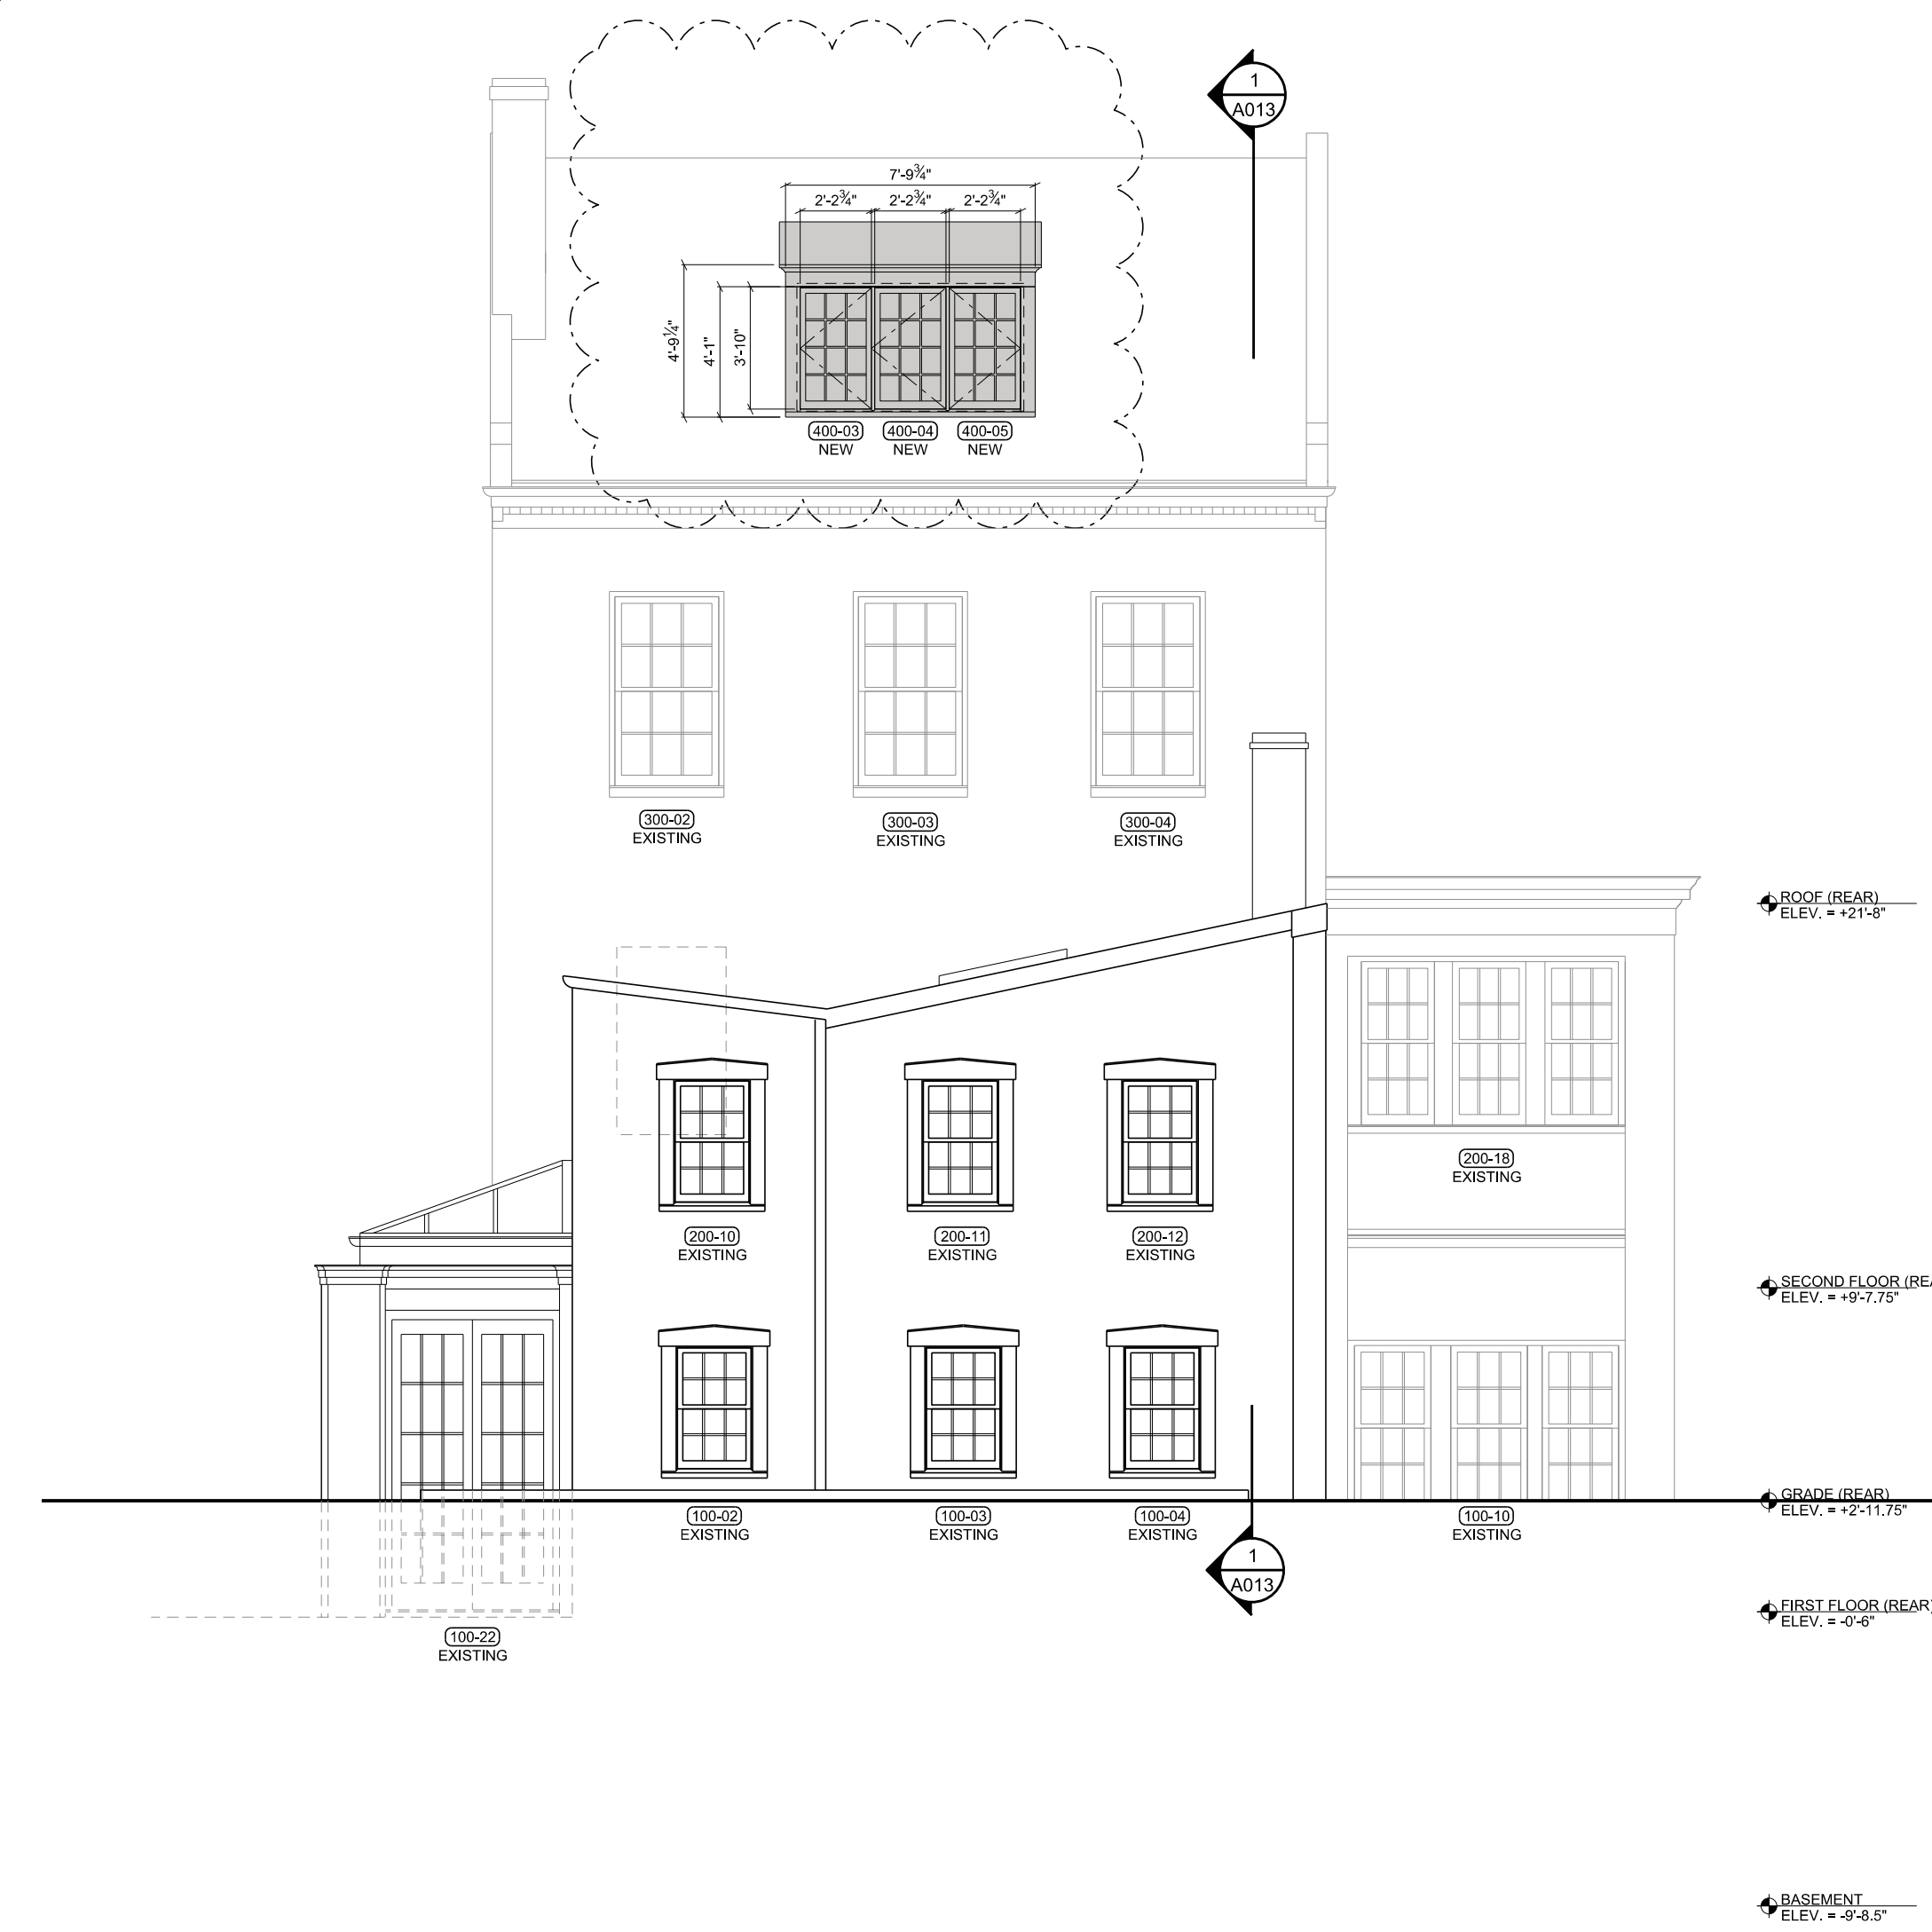 1
A013
7'-9¾"
2'-2¾" 2'-2¾" 2'-2¾"
4'-9¼"
4'-1"
3'-10"
400-03 400-04 400-05
NEW NEW NEW
300-02 300-03 300-04
EXISTING EXISTING EXISTING
ROOF (REAR)
ELEV. = +21'-8"
200-18
EXISTING
200-10 200-11 200-12
EXISTING EXISTING EXISTING
SECOND FLOOR (REA
ELEV. = +9'-7.75"
GRADE (REAR)
ELEV. = +2'-11.75"
100-02 100-03 100-04 100-10
EXISTING EXISTING EXISTING EXISTING
1
A013
FIRST FLOOR (REAR)
ELEV. = -0'-6"
100-22
EXISTING
BASEMENT
ELEV. = -9'-8.5"